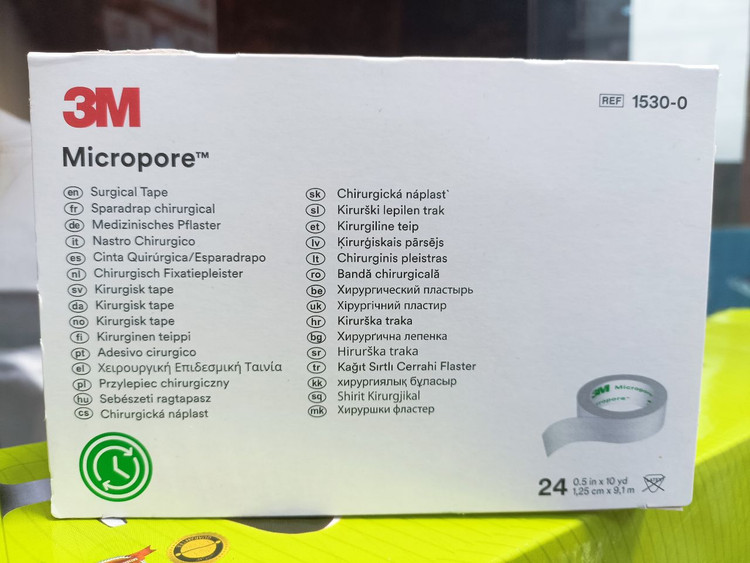 3M
Micropore™
REF 1530-0
en Surgical Tape
fr Sparadrap chirurgical
de Medizinisches Pflaster
it Nastro Chirurgico
es Cinta Quirúrgica/Esparadrapo
nl Chirurgisch Fixatiepleister
sv Kirurgisk tape
da Kirurgisk tape
no Kirurgisk tape
fi Kirurginen teippi
pt Adesivo cirurgico
el Χειρουργική Επιδεσμική Ταινία
pl Przylepiec chirurgiczny
hu Sebészeti ragtapasz
cs Chirurgická náplast
sk Chirurgická náplast`
sl Kirurški lepilen trak
et Kirurgiline teip
lv Ķirurģiskais pārsējs
lt Chirurginis pleistras
ro Bandă chirurgicală
be Хирургический пластырь
uk Хірургічний пластир
hr Kirurška traka
bg Хирургична лепенка
sr Hirurška traka
tr Kağıt Sırtlı Cerrahi Flaster
kk хирургиялық бұласыр
sq Shirit Kirurgjikal
mk Хируршки фластер
3M Micropore
cropore™
24 0.5 in x 10 yd
1,25 cm x 9,1 m